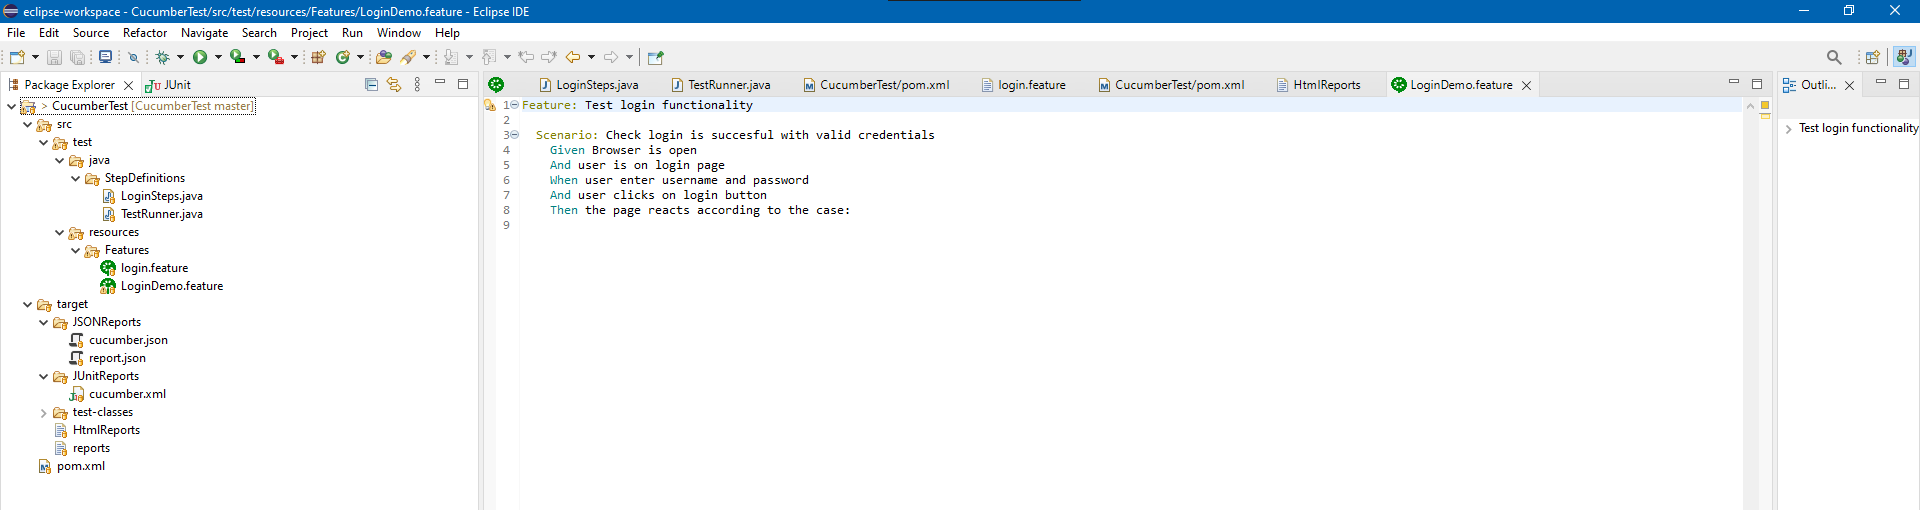 eclipse-workspace - CucumberTest/src/test/resources/Features/LoginDemo.feature - Eclipse IDE
File Edit Source Refactor Navigate Search Project Run Window Help
Package Explorer JUnit
LoginSteps.java TestRunner.java CucumberTest/pom.xml login.feature CucumberTest/pom.xml HtmlReports LoginDemo.feature
Outli...
> CucumberTest [CucumberTest master]
src
test
java
StepDefinitions
LoginSteps.java
TestRunner.java
resources
Features
login.feature
LoginDemo.feature
target
JSONReports
cucumber.json
report.json
JUnitReports
cucumber.xml
test-classes
HtmlReports
reports
pom.xml
1 Feature: Test login functionality
2
3 Scenario: Check login is succesful with valid credentials
4 Given Browser is open
5 And user is on login page
6 When user enter username and password
7 And user clicks on login button
8 Then the page reacts according to the case:
9
Test login functionality